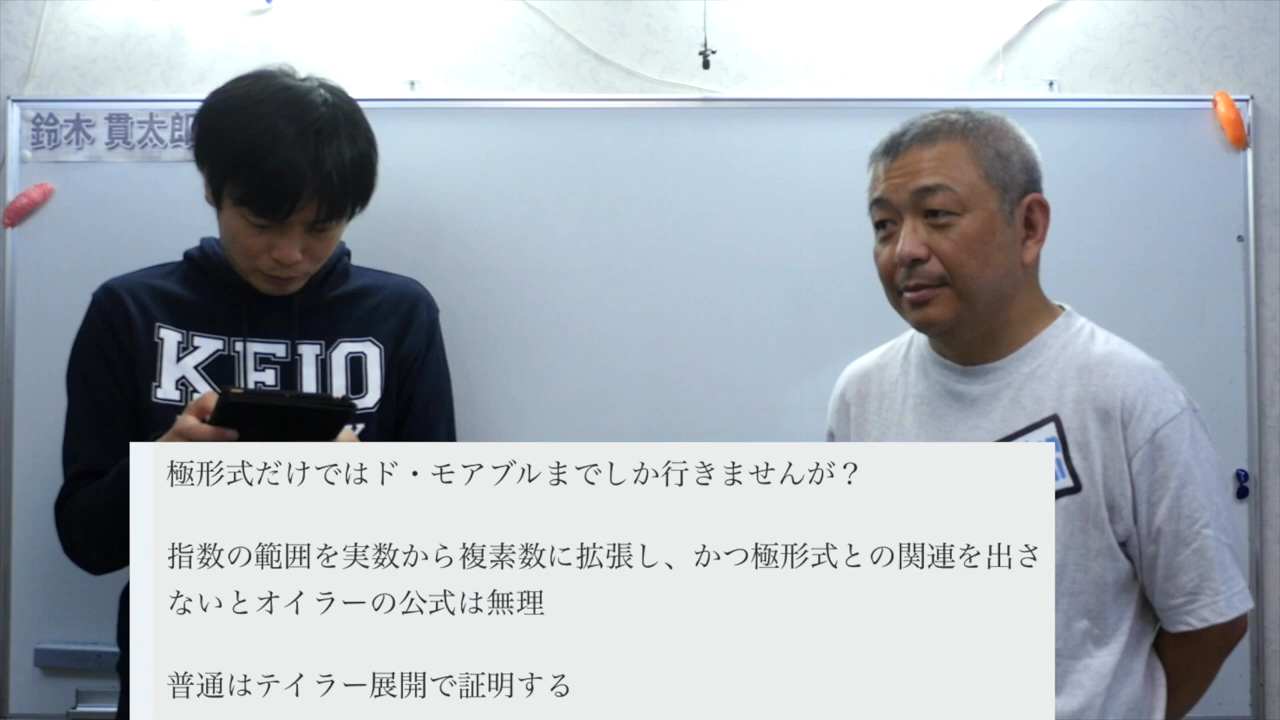 鈴木 貫太郎
KEIO
極形式だけではド・モアブルまでしか行きませんが?
指数の範囲を実数から複素数に拡張し、かつ極形式との関連を出さ
ないとオイラーの公式は無理
普通はテイラー展開で証明する